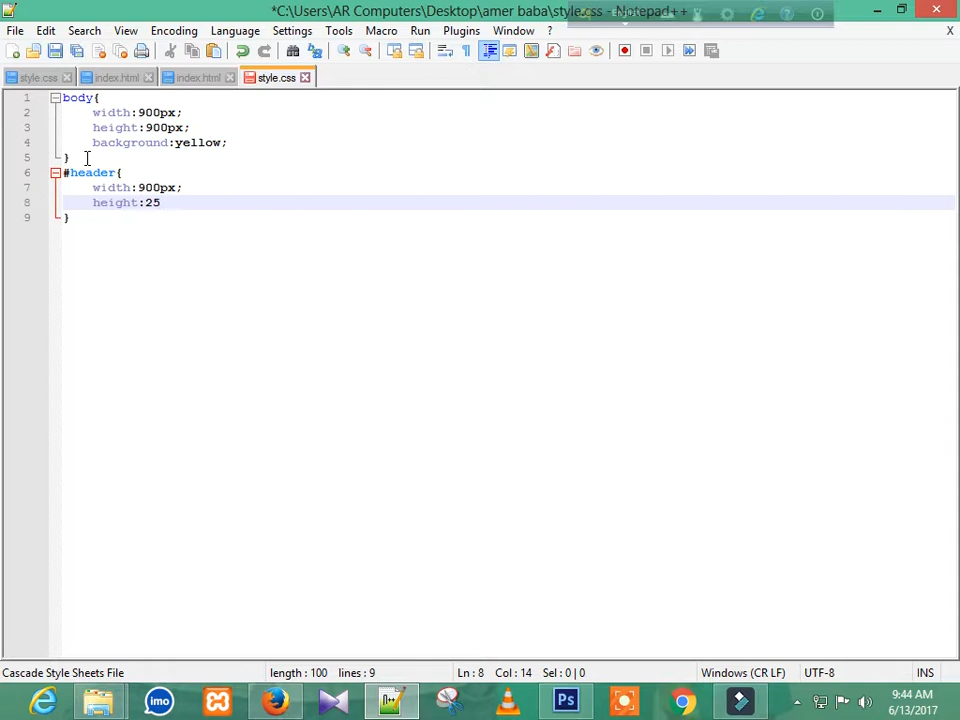 *C:\Users\AR Computers\Desktop\amer baba\style.css - Notepad++
File Edit Search View Encoding Language Settings Tools Macro Run Plugins Window ? X
style.css index.html index.html style.css
1 body{
2 width:900px;
3 height:900px;
4 background:yellow;
5 }
6 #header{
7 width:900px;
8 height:25
9 }
Cascade Style Sheets File length : 100 lines : 9 Ln : 8 Col : 14 Sel : 0 | 0 Windows (CR LF) UTF-8 INS
imo Ps 9:44 AM
6/13/2017